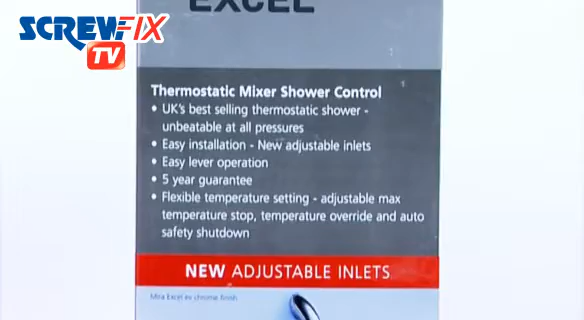 SCREWFIX
TV
EXCEL
Thermostatic Mixer Shower Control
• UK's best selling thermostatic shower -
unbeatable at all pressures
• Easy installation - New adjustable inlets
• Easy lever operation
• 5 year guarantee
• Flexible temperature setting - adjustable max
temperature stop, temperature override and auto
safety shutdown
NEW ADJUSTABLE INLETS
Mira Excel ev chrome finish